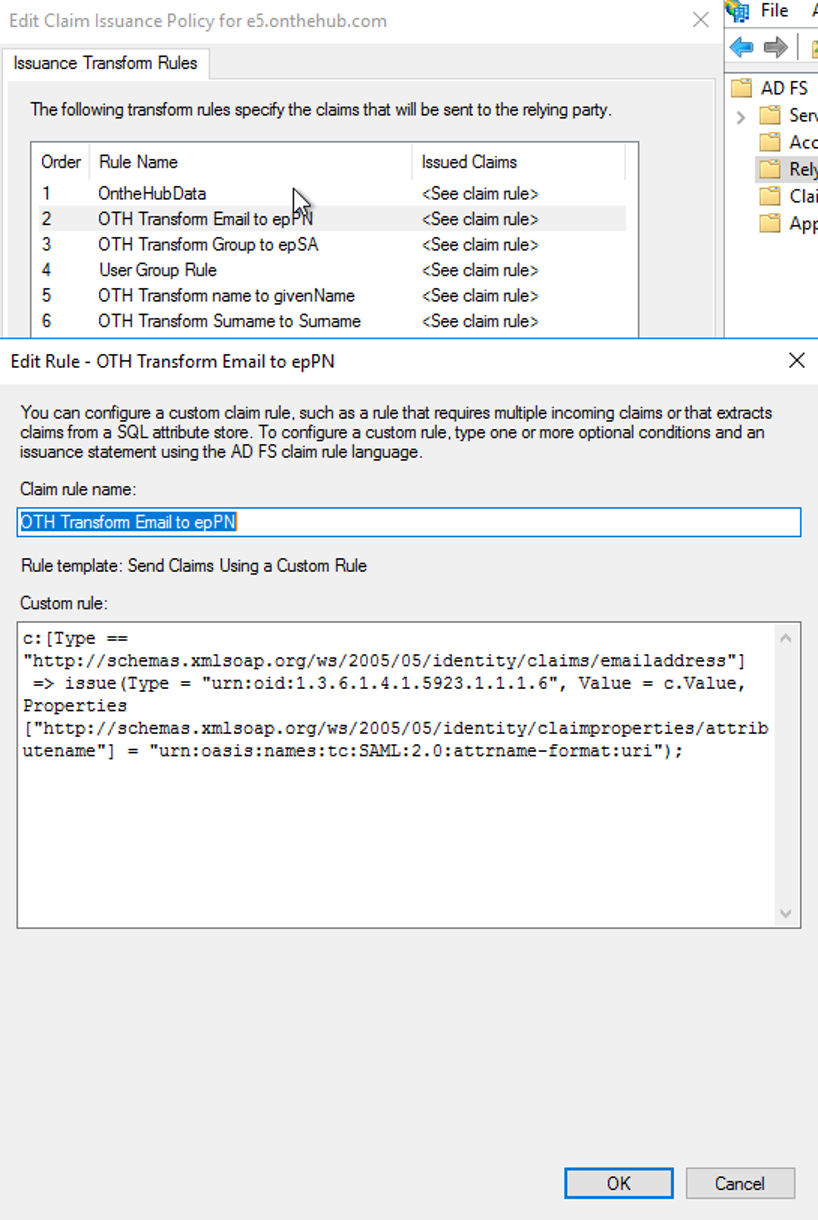 Edit Claim Issuance Policy for e5.onthehub.com
File
Issuance Transform Rules
AD FS
The following transform rules specify the claims that will be sent to the relying party.
Order Rule Name Issued Claims
1 OntheHubData <See claim rule>
2 OTH Transform Email to epPN <See claim rule>
3 OTH Transform Group to epSA <See claim rule>
4 User Group Rule <See claim rule>
5 OTH Transform name to givenName <See claim rule>
6 OTH Transform Surname to Surname <See claim rule>
Serv
Acc
Rely
Clai
App
Edit Rule - OTH Transform Email to epPN
You can configure a custom claim rule, such as a rule that requires multiple incoming claims or that extracts
claims from a SQL attribute store. To configure a custom rule, type one or more optional conditions and an
issuance statement using the AD FS claim rule language.
Claim rule name:
OTH Transform Email to epPN
Rule template: Send Claims Using a Custom Rule
Custom rule:
c:[Type ==
"http://schemas.xmlsoap.org/ws/2005/05/identity/claims/emailaddress"]
=> issue(Type = "urn:oid:1.3.6.1.4.1.5923.1.1.1.6", Value = c.Value,
Properties
["http://schemas.xmlsoap.org/ws/2005/05/identity/claimproperties/attrib
utename"] = "urn:oasis:names:tc:SAML:2.0:attrname-format:uri");
OK
Cancel